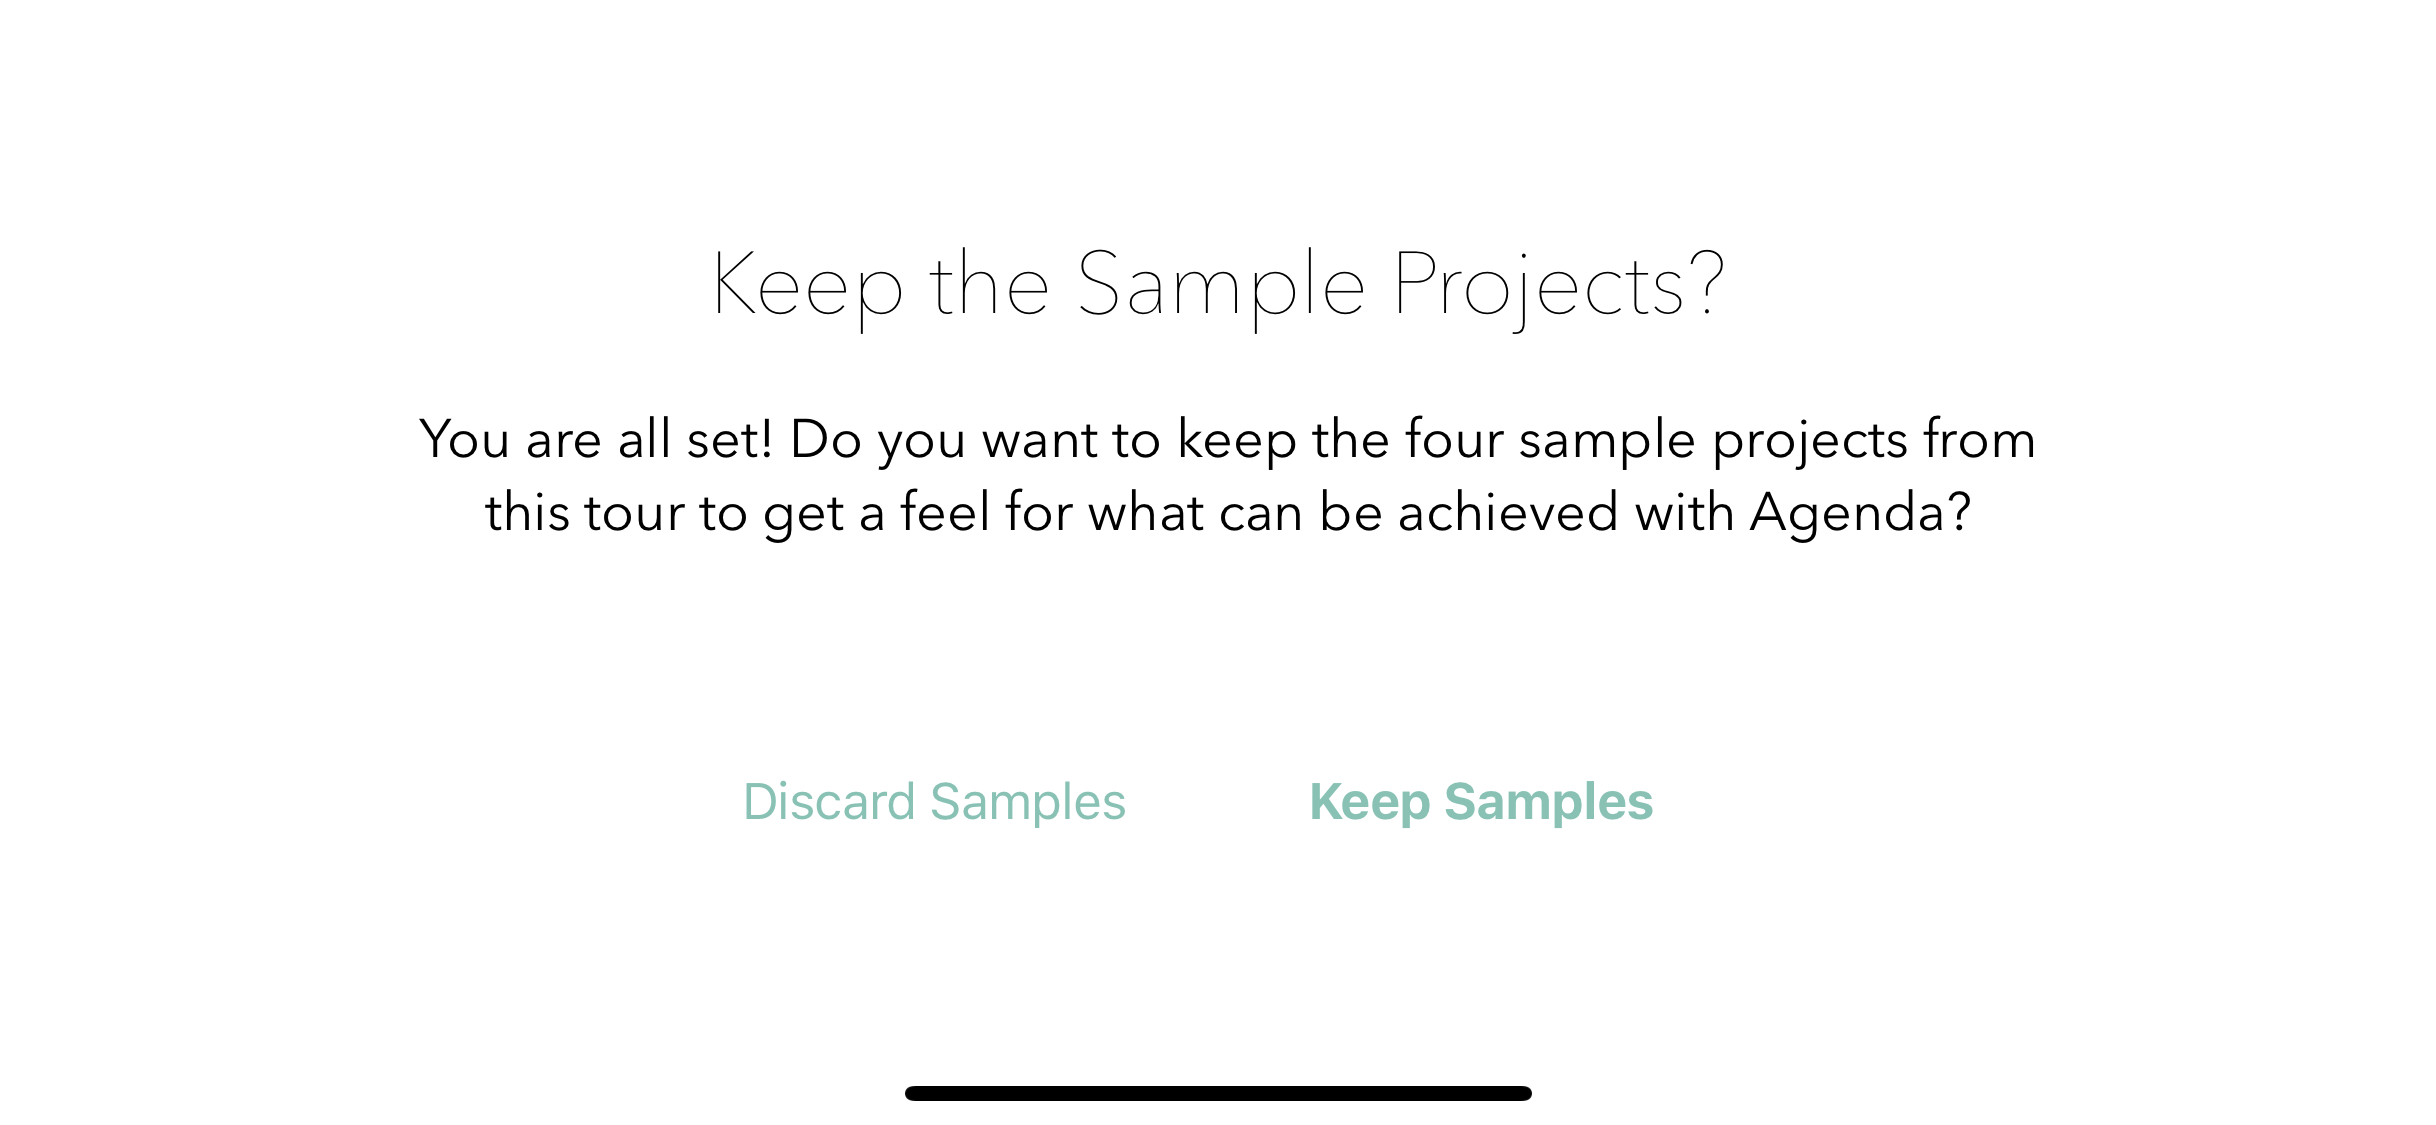 Keep the Sample Projects?
You are all set! Do you want to keep the four sample projects from
this tour to get a feel for what can be achieved with Agenda?
Discard Samples
Keep Samples